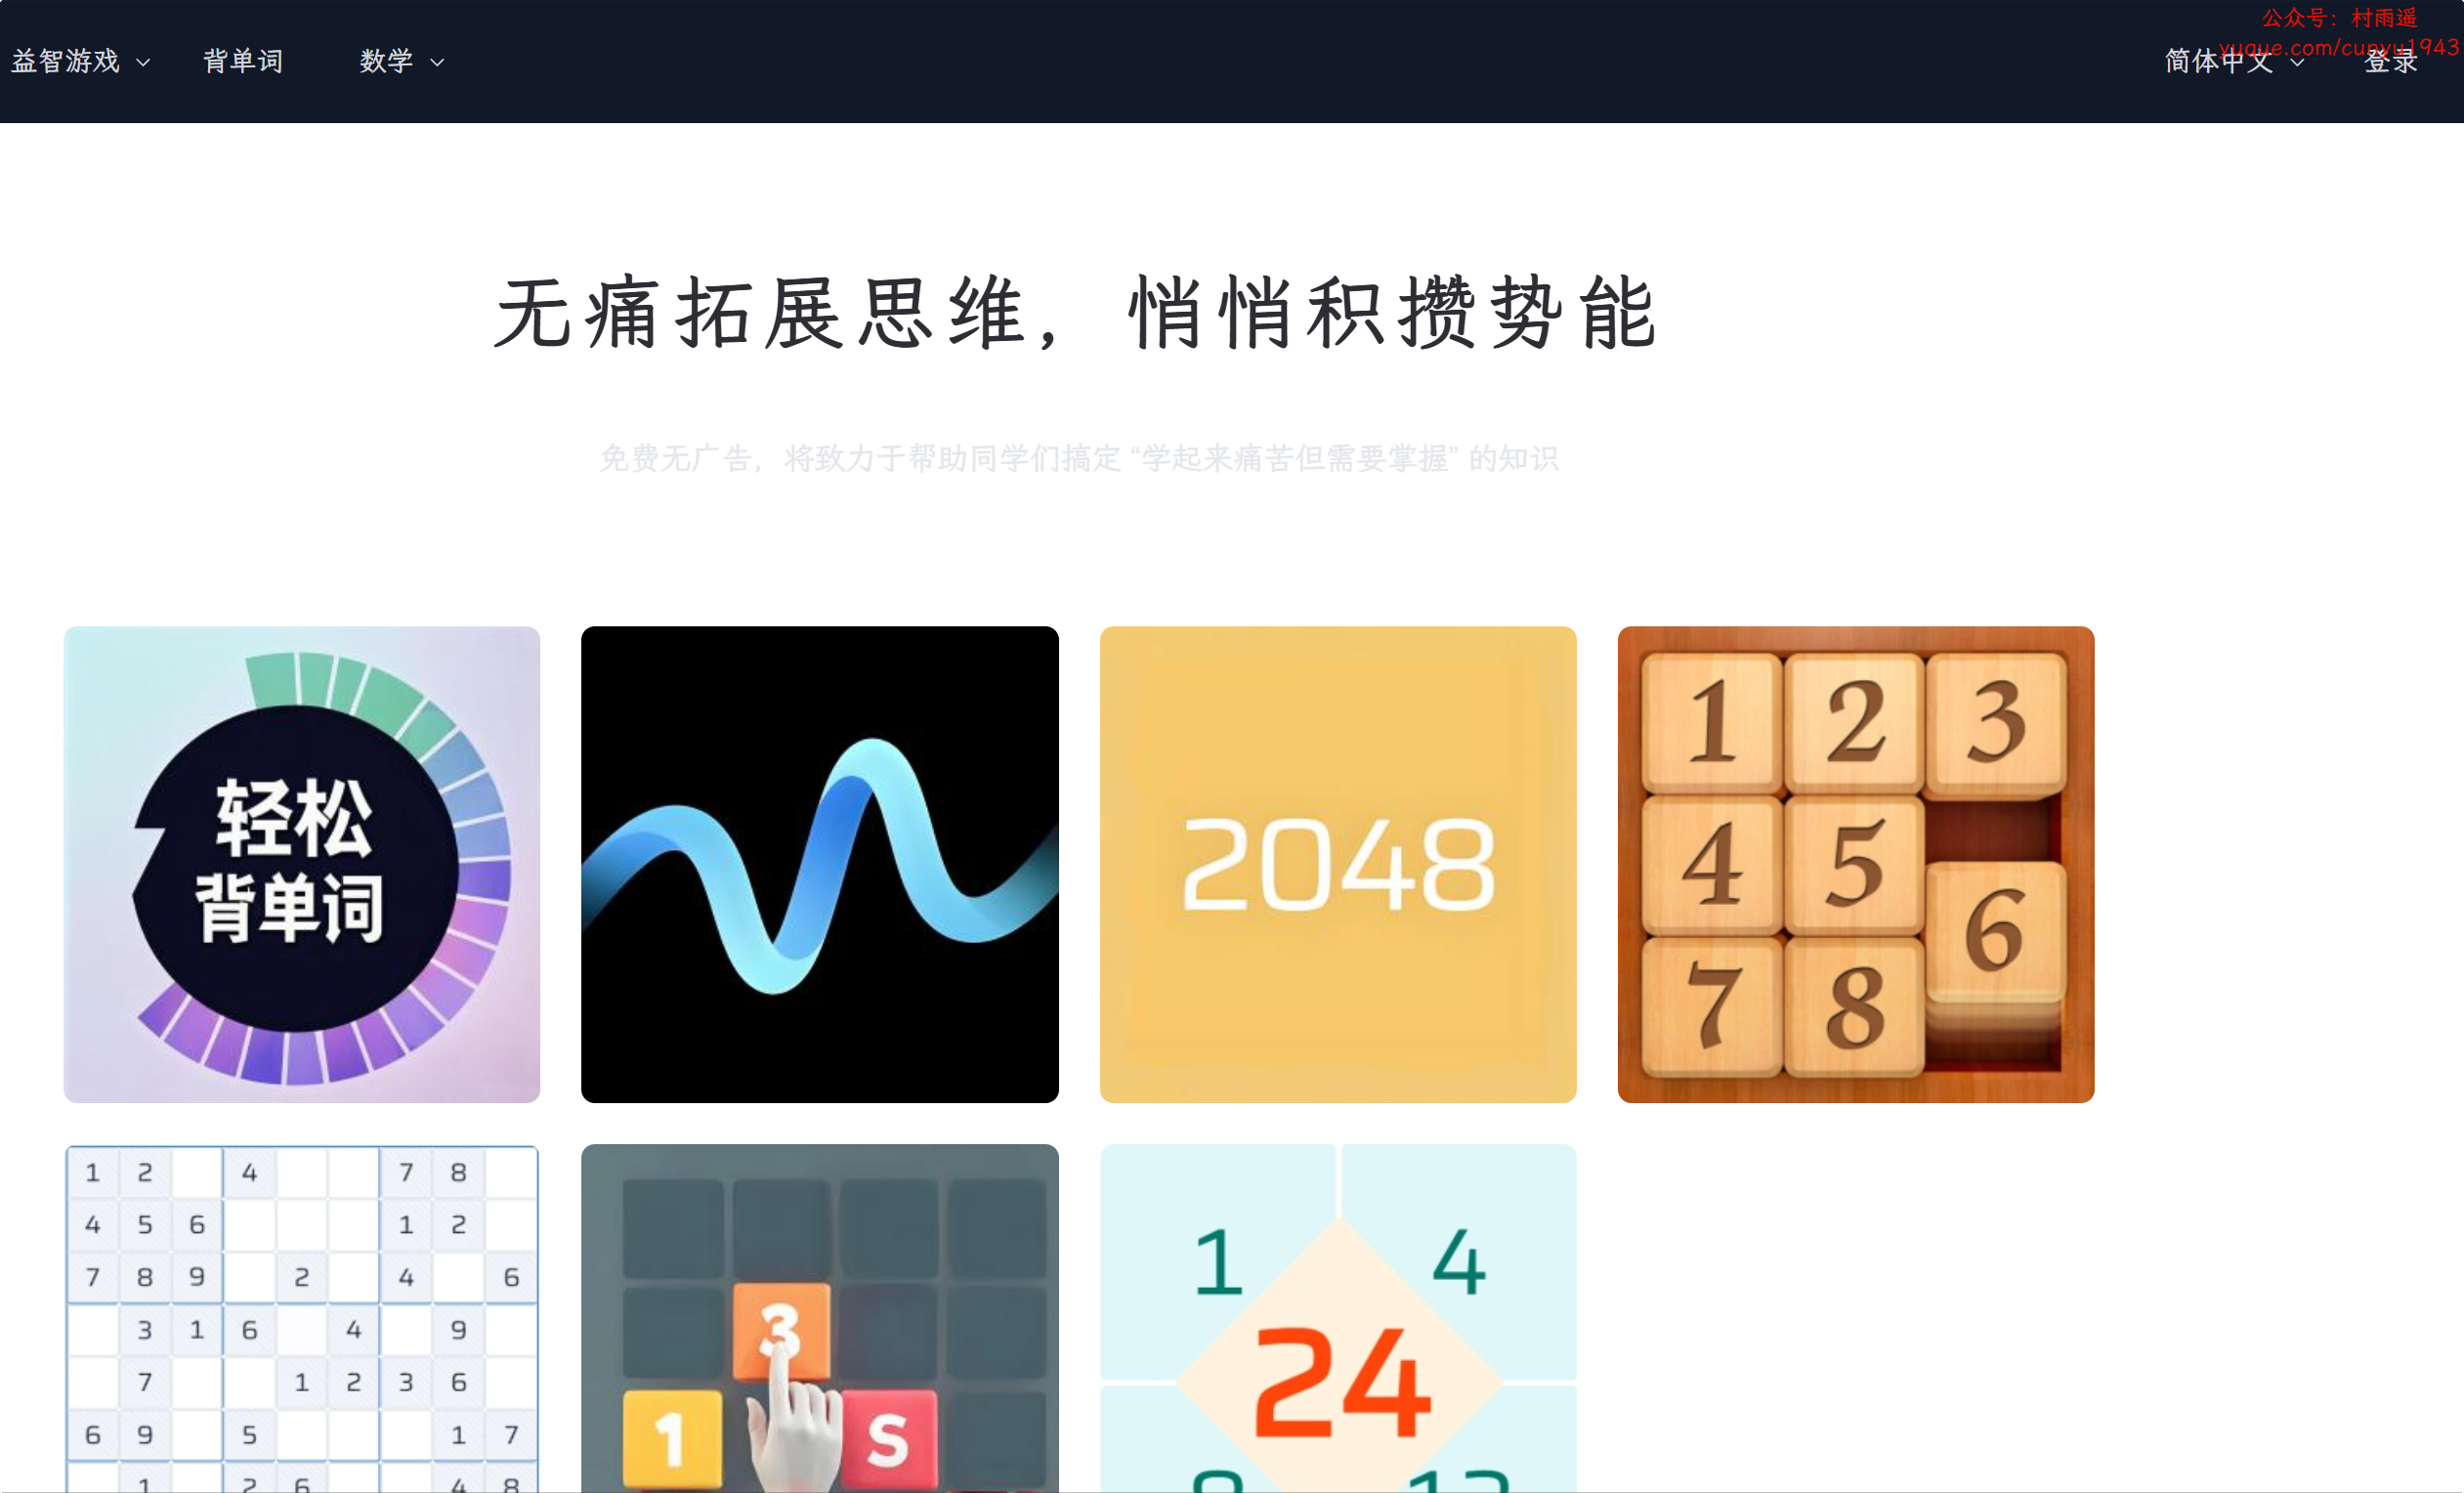 公众号：村雨遥
yuque.com/cunyu1943
益智游戏 背单词 数学 简体中文 登录
无痛拓展思维，悄悄积攒势能
免费无广告，将致力于帮助同学们搞定 “学起来痛苦但需要掌握” 的知识
轻松
背单词
2048
1 2 3
4 5
6
7 8
1 2 4 7 8
4 5 6 1 2
7 8 9 2 4 6
3 1 6 4 9
7 1 2 3 6
6 9 5 1 7
1 2 6 4 8
3
1 S
1 4
24